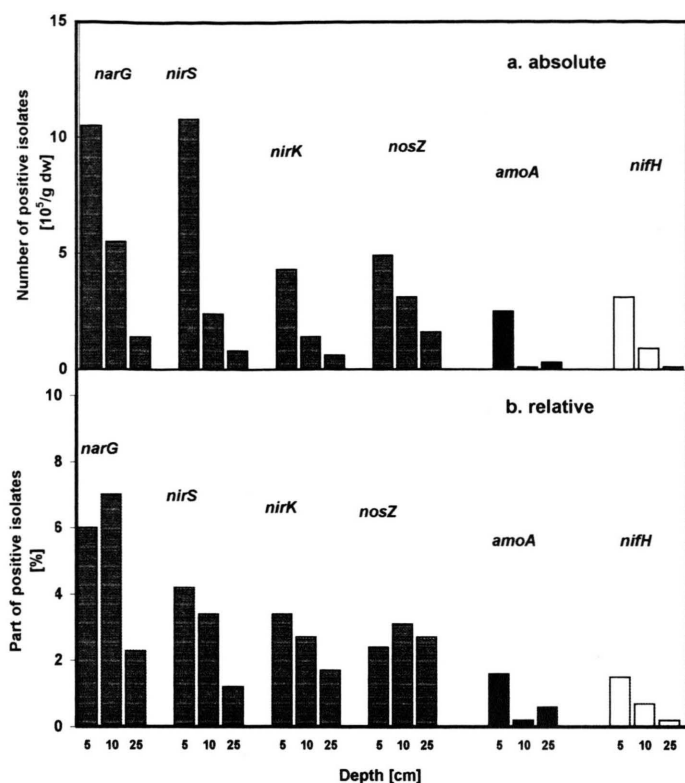 15
narG nirS a. absolute
10
nirK nosZ nifH
amoA
5
0
Number of positive isolates
[10⁵/g dw]
10
b. relative
narG
8
nirS nirK nosZ
amoA nifH
6
4
2
0
Part of positive isolates
[%]
5 10 25 5 10 25 5 10 25 5 10 25 5 10 25 5 10 25
Depth [cm]